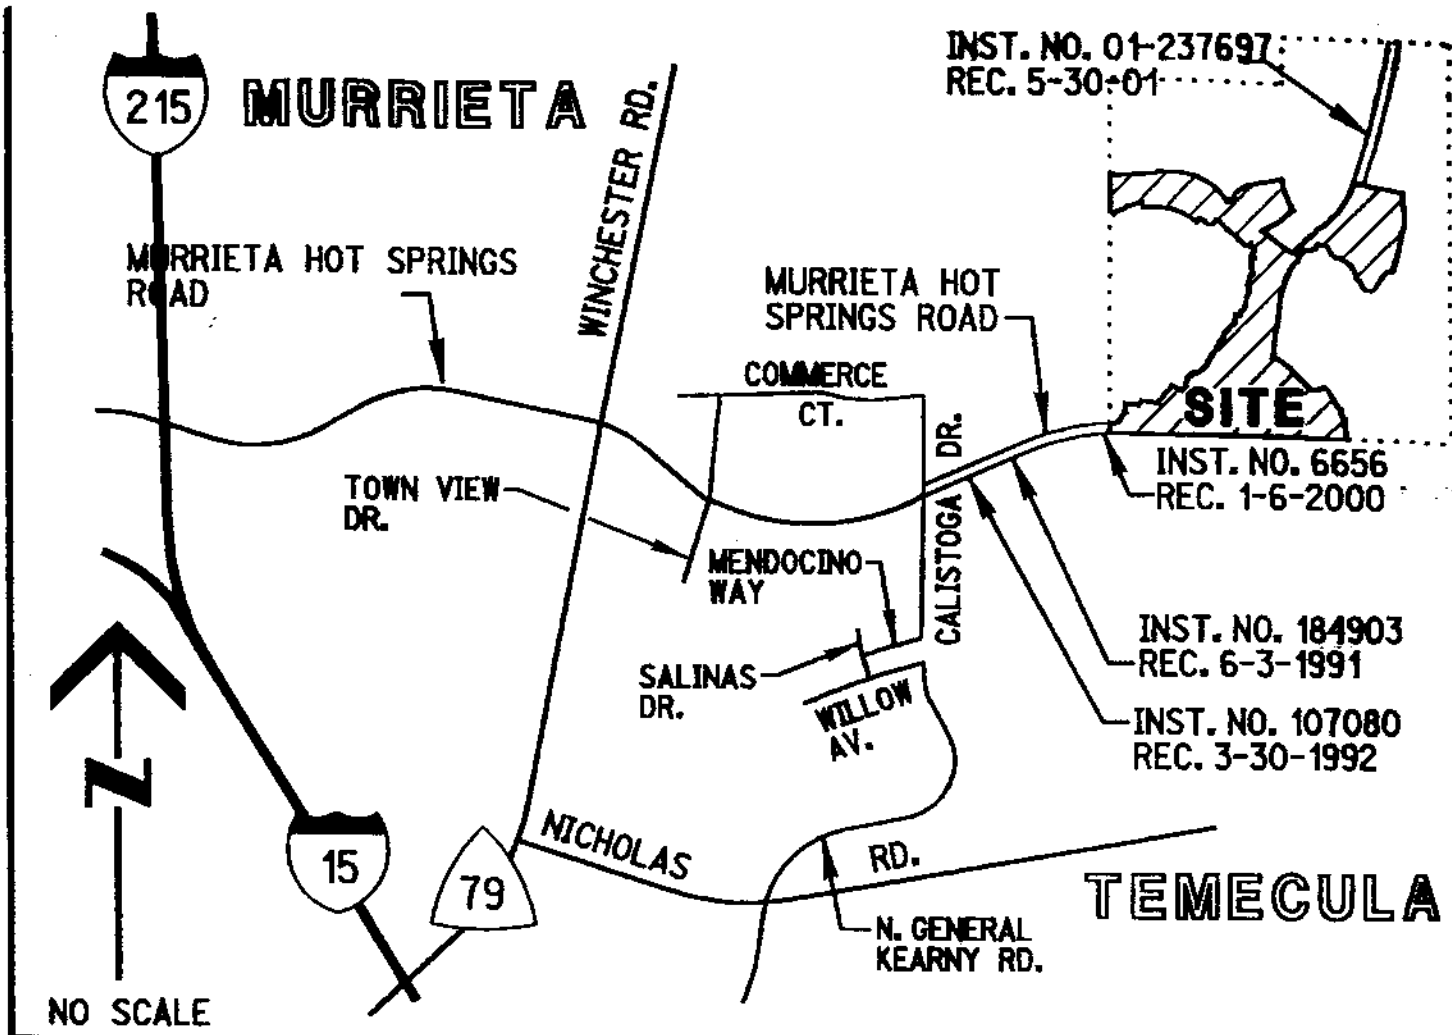 INST. NO. 01-237697
REC. 5-30-01
215
MURRIETA
WINCHESTER RD.
MURRIETA HOT SPRINGS
ROAD
MURRIETA HOT
SPRINGS ROAD
COMMERCE
CT.
SITE
INST. NO. 6656
REC. 1-6-2000
TOWN VIEW
DR.
CALISTOGA DR.
MENDOCINO
WAY
INST. NO. 184903
REC. 6-3-1991
SALINAS
DR.
WILLOW
AV.
INST. NO. 107080
REC. 3-30-1992
N
15
79
NICHOLAS RD.
TEMECULA
N. GENERAL
KEARNY RD.
NO SCALE